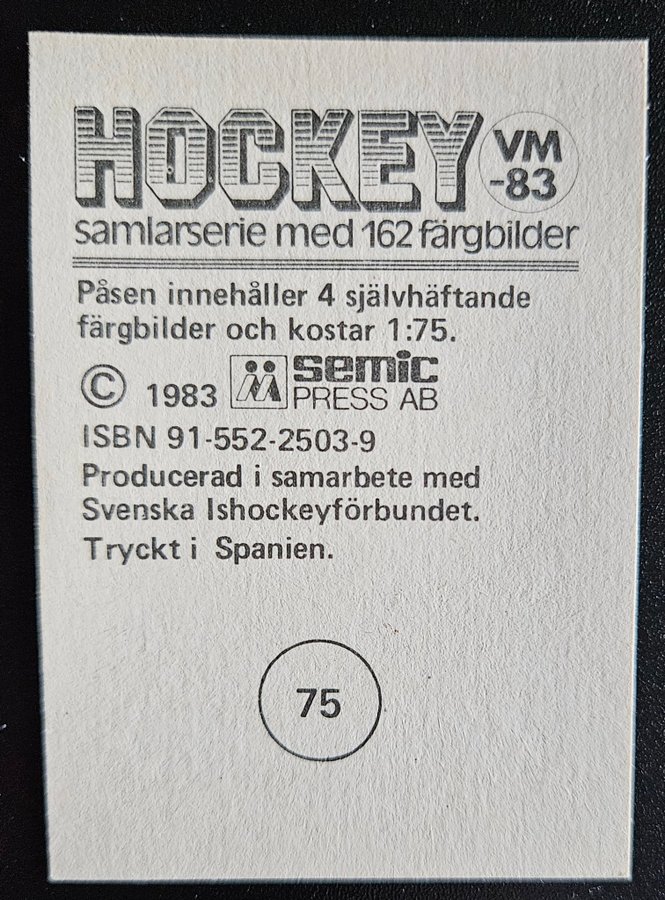 HOCKEY VM -83
samlarserie med 162 färgbilder
Påsen innehåller 4 självhäftande
färgbilder och kostar 1:75.
© 1983 semic PRESS AB
ISBN 91-552-2503-9
Producerad i samarbete med
Svenska Ishockeyförbundet.
Tryckt i Spanien.
75